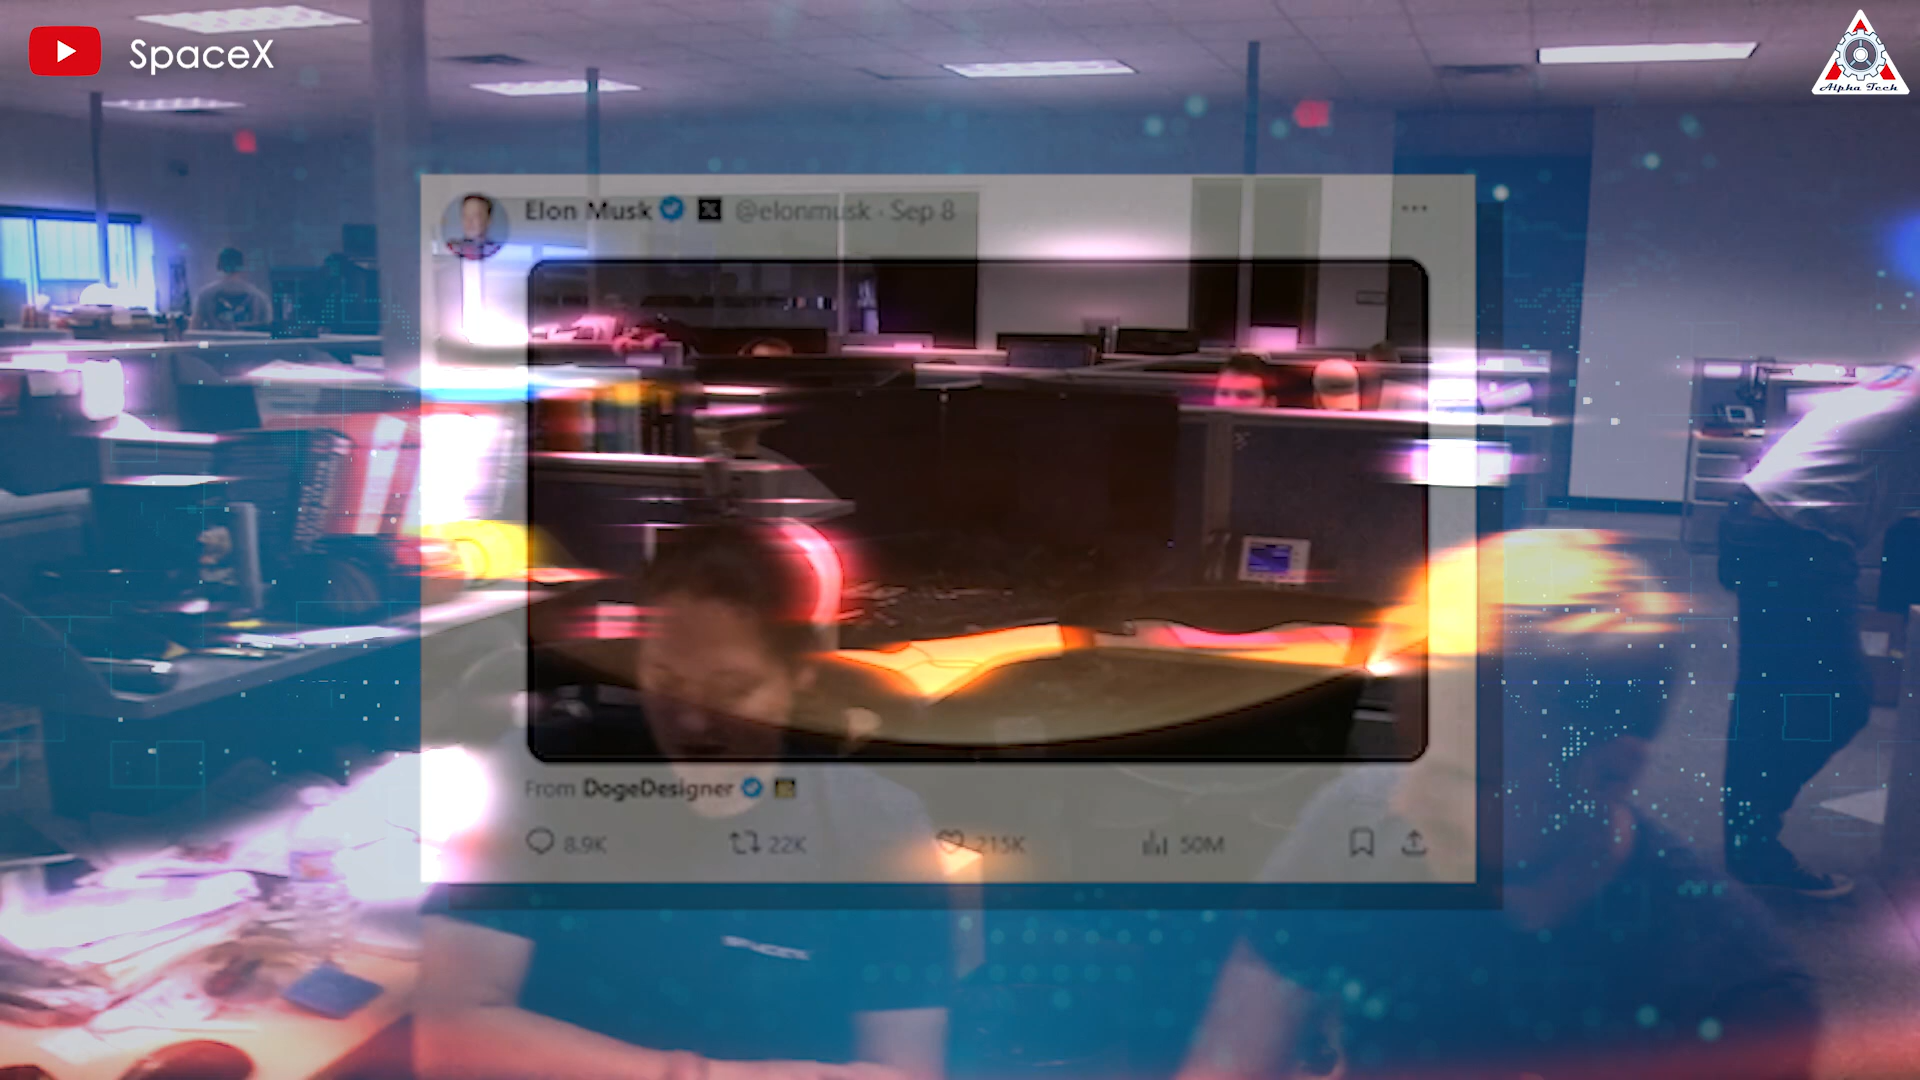 SpaceX
Alpha Tech
Elon Musk @elonmusk · Sep 8
From DogeDesigner
8.9K 22K 215K 50M